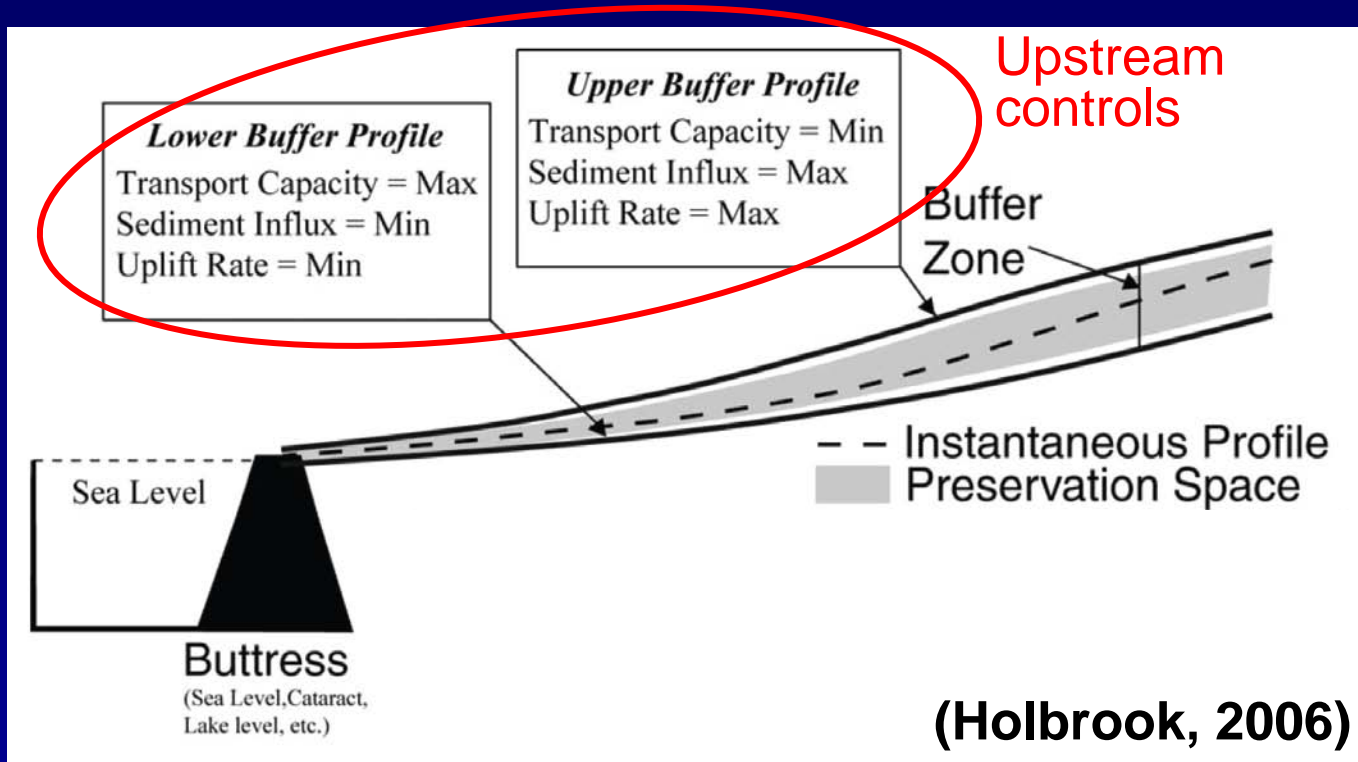 Upstream
controls
Upper Buffer Profile
Transport Capacity = Min
Sediment Influx = Max
Uplift Rate = Max
Lower Buffer Profile
Transport Capacity = Max
Sediment Influx = Min
Uplift Rate = Min
Buffer
Zone
Instantaneous Profile
Preservation Space
Sea Level
Buttress
(Sea Level,Cataract,
Lake level, etc.)
(Holbrook, 2006)